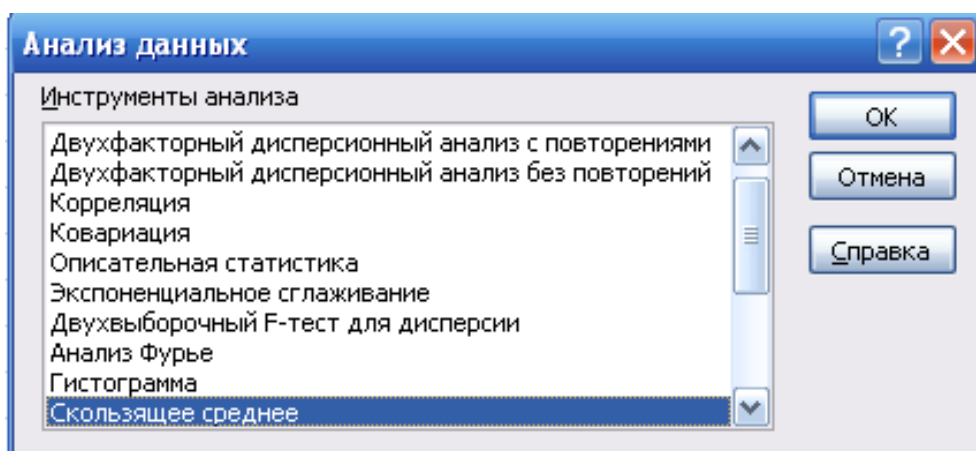 Анализ данных
Инструменты анализа
Двухфакторный дисперсионный анализ с повторениями
Двухфакторный дисперсионный анализ без повторений
Корреляция
Ковариация
Описательная статистика
Экспоненциальное сглаживание
Двухвыборочный F-тест для дисперсии
Анализ Фурье
Гистограмма
Скользящее среднее
ОК
Отмена
Справка